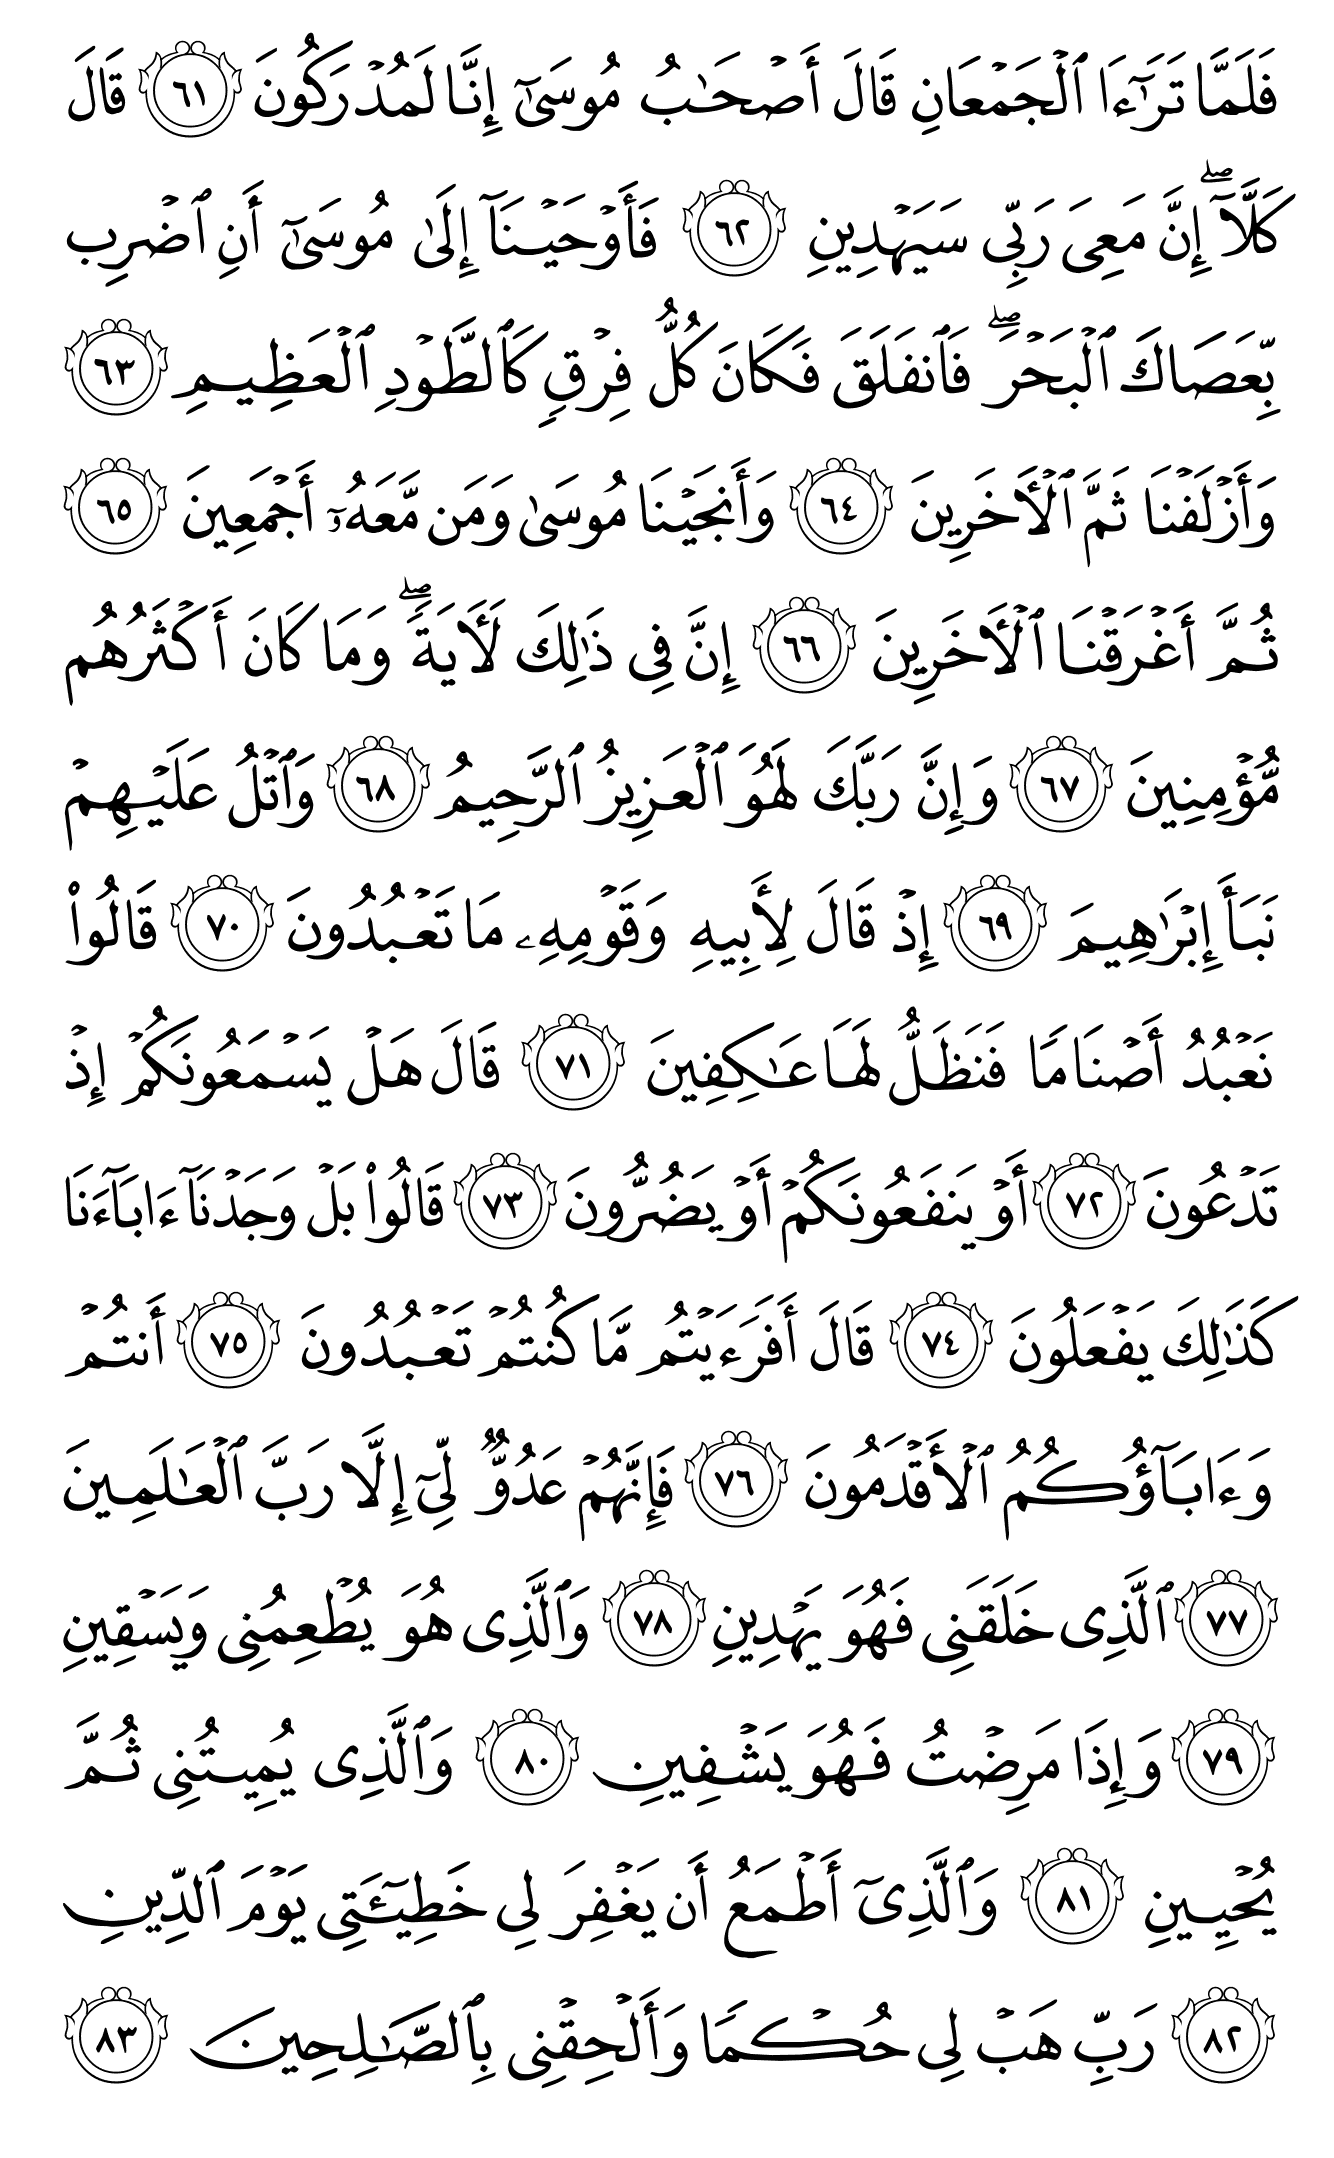 فَلَمَّا تَرَٰٓءَا ٱلۡجَمۡعَانِ قَالَ أَصۡحَٰبُ مُوسَىٰٓ إِنَّا لَمُدۡرَكُونَ ٦١ قَالَ
كَلَّآۖ إِنَّ مَعِيَ رَبِّي سَيَهۡدِينِ ٦٢ فَأَوۡحَيۡنَآ إِلَىٰ مُوسَىٰٓ أَنِ ٱضۡرِب
بِّعَصَاكَ ٱلۡبَحۡرَۖ فَٱنفَلَقَ فَكَانَ كُلُّ فِرۡقٖ كَٱلطَّوۡدِ ٱلۡعَظِيمِ ٦٣
وَأَزۡلَفۡنَا ثَمَّ ٱلۡأٓخَرِينَ ٦٤ وَأَنجَيۡنَا مُوسَىٰ وَمَن مَّعَهُۥٓ أَجۡمَعِينَ ٦٥
ثُمَّ أَغۡرَقۡنَا ٱلۡأٓخَرِينَ ٦٦ إِنَّ فِي ذَٰلِكَ لَأٓيَةٗۖ وَمَا كَانَ أَكۡثَرُهُم
مُّؤۡمِنِينَ ٦٧ وَإِنَّ رَبَّكَ لَهُوَ ٱلۡعَزِيزُ ٱلرَّحِيمُ ٦٨ وَٱتۡلُ عَلَيۡهِمۡ
نَبَأَ إِبۡرَٰهِيمَ ٦٩ إِذۡ قَالَ لِأَبِيهِ وَقَوۡمِهِۦ مَا تَعۡبُدُونَ ٧٠ قَالُواْ
نَعۡبُدُ أَصۡنَامٗا فَنَظَلُّ لَهَا عَٰكِفِينَ ٧١ قَالَ هَلۡ يَسۡمَعُونَكُمۡ إِذۡ
تَدۡعُونَ ٧٢ أَوۡ يَنفَعُونَكُمۡ أَوۡ يَضُرُّونَ ٧٣ قَالُواْ بَلۡ وَجَدۡنَآ ءَابَآءَنَا
كَذَٰلِكَ يَفۡعَلُونَ ٧٤ قَالَ أَفَرَءَيۡتُم مَّا كُنتُمۡ تَعۡبُدُونَ ٧٥ أَنتُمۡ
وَءَابَآؤُكُمُ ٱلۡأَقۡدَمُونَ ٧٦ فَإِنَّهُمۡ عَدُوّٞ لِّيٓ إِلَّا رَبَّ ٱلۡعَٰلَمِينَ
٧٧ ٱلَّذِي خَلَقَنِي فَهُوَ يَهۡدِينِ ٧٨ وَٱلَّذِي هُوَ يُطۡعِمُنِي وَيَسۡقِينِ
٧٩ وَإِذَا مَرِضۡتُ فَهُوَ يَشۡفِينِ ٨٠ وَٱلَّذِي يُمِيتُنِي ثُمَّ
يُحۡيِينِ ٨١ وَٱلَّذِيٓ أَطۡمَعُ أَن يَغۡفِرَ لِي خَطِيٓـَٔتِي يَوۡمَ ٱلدِّينِ
٨٢ رَبِّ هَبۡ لِي حُكۡمٗا وَأَلۡحِقۡنِي بِٱلصَّٰلِحِينَ ٨٣